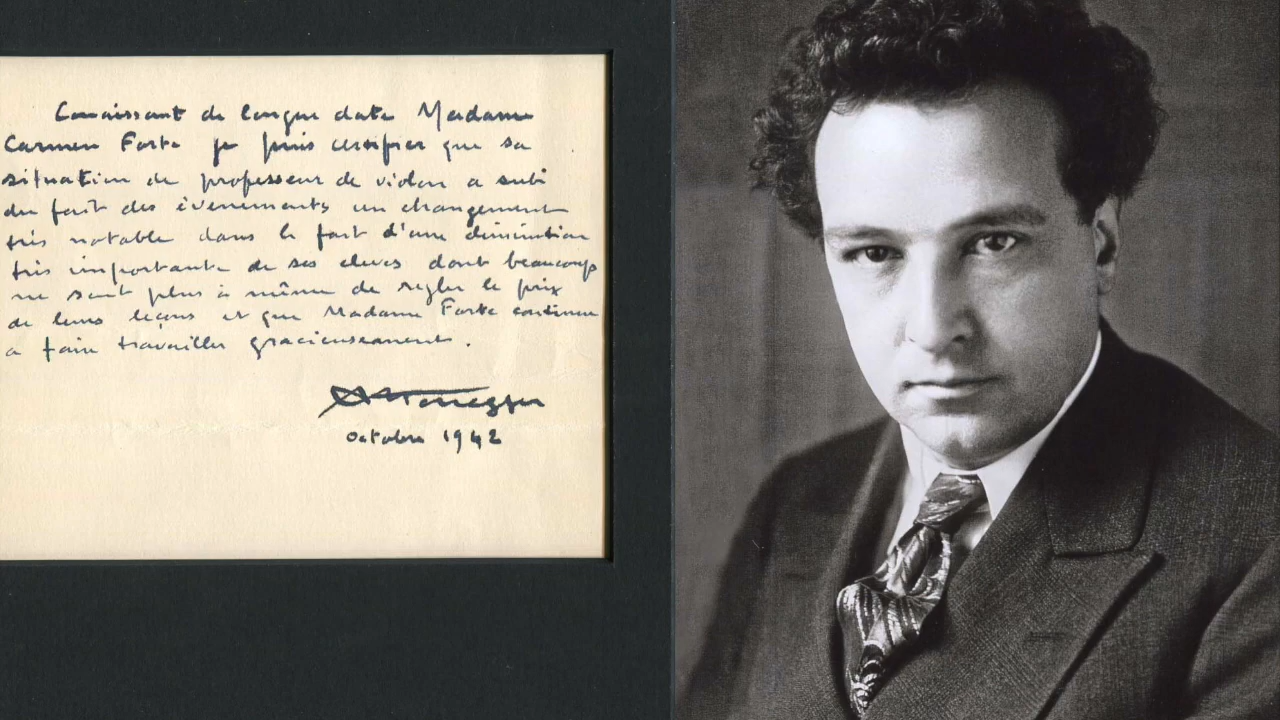 Connaissant de longue date Madame
Carmen Forte je puis certifier que sa
situation de professeur de violon a subi
du fait des évènements un changement
très notable dans le fait d'une diminution
très importante de ses élèves dont beaucoup
ne sont plus à même de régler le prix
de leurs leçons et que Madame Forte continue
a faire travailler gracieusement.
AHonegger
octobre 1942